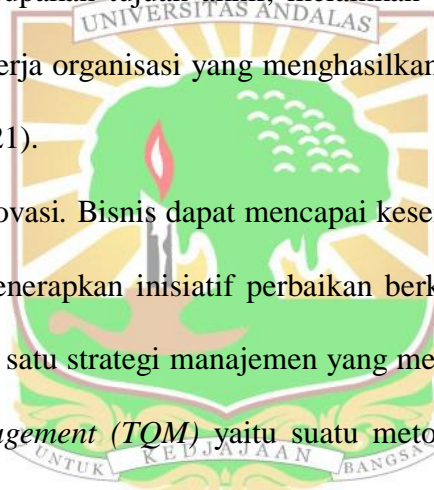 UNIVERSITAS ANDALAS
erja organisasi yang menghasilkan
21).
ovasi. Bisnis dapat mencapai kese
enerapkan inisiatif perbaikan berk
satu strategi manajemen yang me
agement (TQM) yaitu suatu meto
UNTUK KEDJAJAAN BANGSA